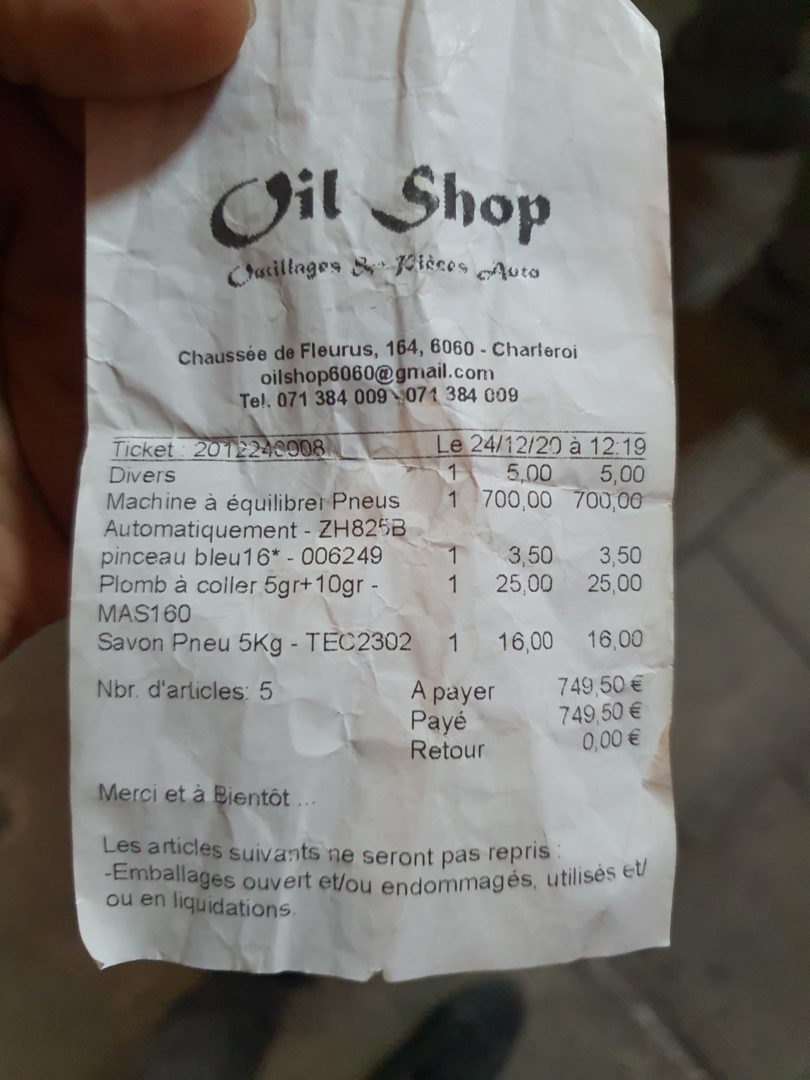 Oil Shop
Outillages & Pièces Auto
Chaussée de Fleurus, 164, 6060 - Charleroi
oilshop6060@gmail.com
Tel. 071 384 009 - 071 384 009
Ticket : 2012240008 Le 24/12/20 à 12:19
Divers 1 5,00 5,00
Machine à équilibrer Pneus 1 700,00 700,00
Automatiquement - ZH825B
pinceau bleu16* - 006249 1 3,50 3,50
Plomb à coller 5gr+10gr - 1 25,00 25,00
MAS160
Savon Pneu 5Kg - TEC2302 1 16,00 16,00
Nbr. d'articles: 5 A payer 749,50 €
Payé 749,50 €
Retour 0,00 €
Merci et à Bientôt ...
Les articles suivants ne seront pas repris :
-Emballages ouvert et/ou endommagés, utilisés et/
ou en liquidations.